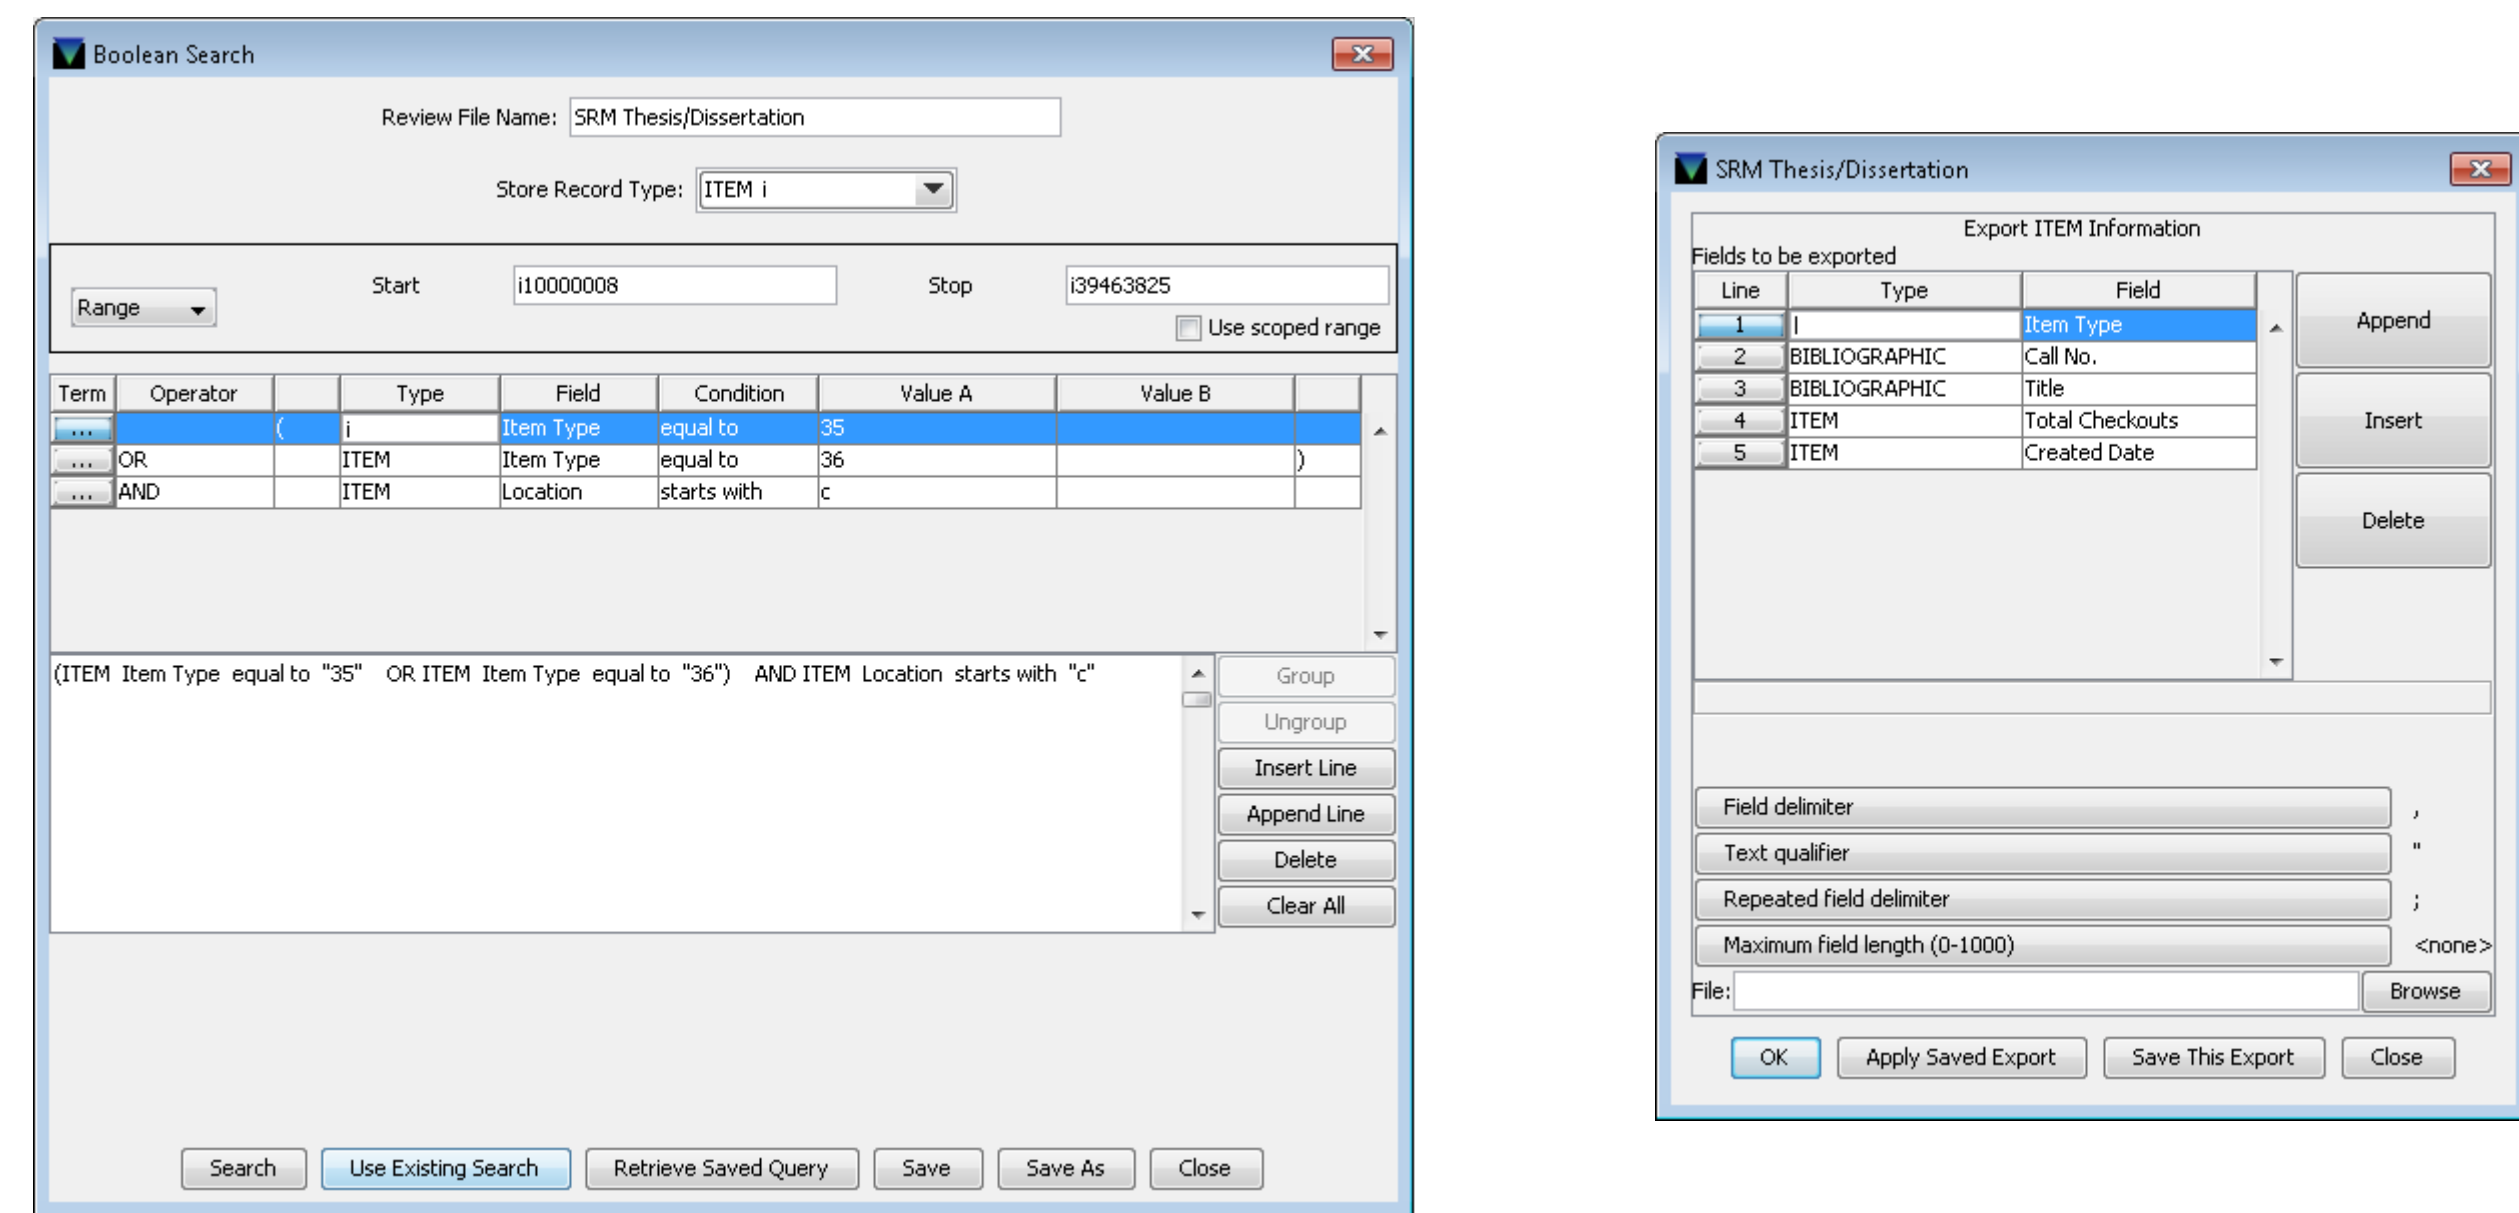 Boolean Search
Review File Name: SRM Thesis/Dissertation
Store Record Type: ITEM i
Range Start i10000008 Stop i39463825
Use scoped range
Term Operator Type Field Condition Value A Value B
... ( i Item Type equal to 35
... OR ITEM Item Type equal to 36 )
... AND ITEM Location starts with c
(ITEM Item Type equal to "35" OR ITEM Item Type equal to "36") AND ITEM Location starts with "c"
Group
Ungroup
Insert Line
Append Line
Delete
Clear All
Search Use Existing Search Retrieve Saved Query Save Save As Close
SRM Thesis/Dissertation
Export ITEM Information
Fields to be exported
Line Type Field
1 Item Type
2 BIBLIOGRAPHIC Call No.
3 BIBLIOGRAPHIC Title
4 ITEM Total Checkouts
5 ITEM Created Date
Append
Insert
Delete
Field delimiter ,
Text qualifier "
Repeated field delimiter ;
Maximum field length (0-1000) <none>
File: Browse
OK Apply Saved Export Save This Export Close